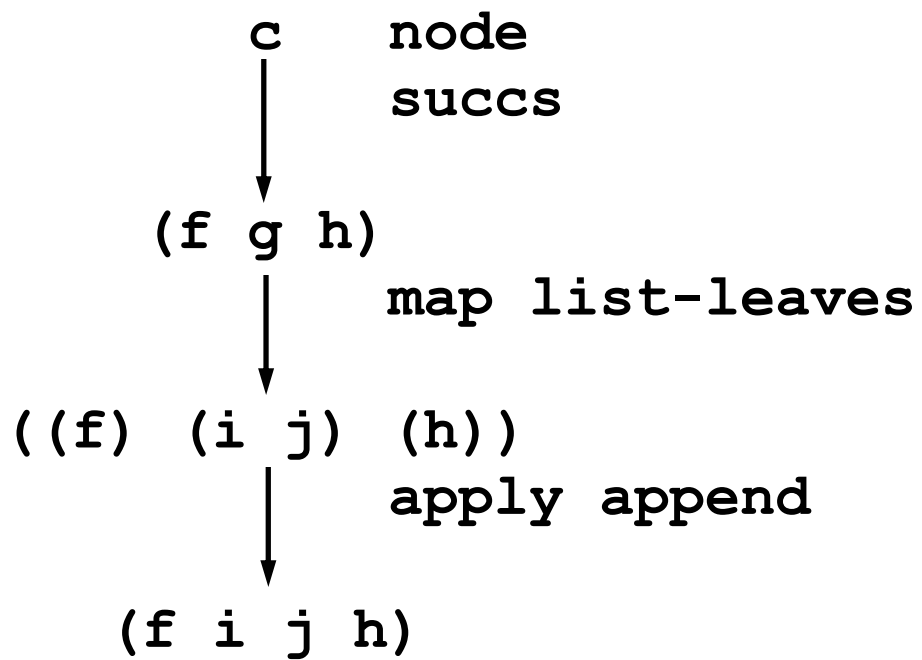 c node
succs
(f g h)
map list-leaves
((f) (i j) (h))
apply append
(f i j h)